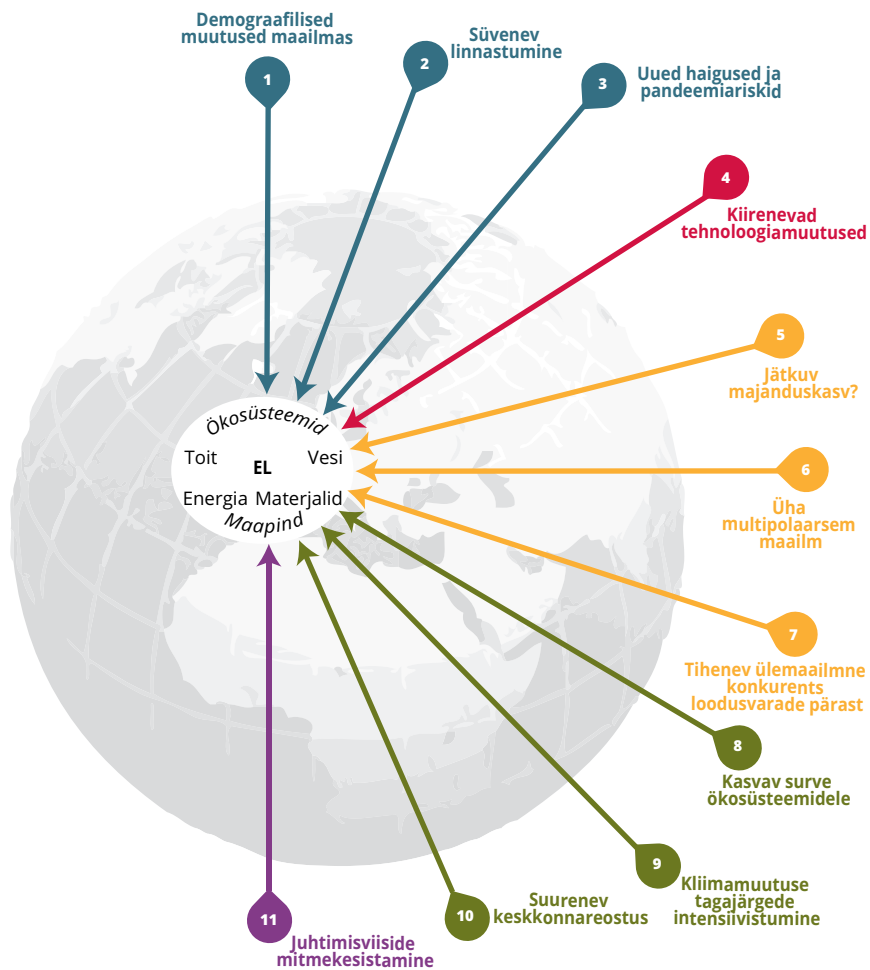 Demograafilised
muutused maailmas
1
Süvenev
linnastumine
2
Uued haigused ja
pandeemiariskid
3
4
Kiirenevad
tehnoloogiamuutused
5
Jätkuv
majanduskasv?
6
Üha
multipolaarsem
maailm
7
Tihenev ülemaailmne
konkurents
loodusvarade pärast
8
Kasvav surve
ökosüsteemidele
9
Kliimamuutuse
tagajärgede
intensiivistumine
10
Suurenev
keskkonnareostus
11
Juhtimisviiside
mitmekesistamine
Ökosüsteemid
Toit
Vesi
EL
Energia Materjalid
Maapind